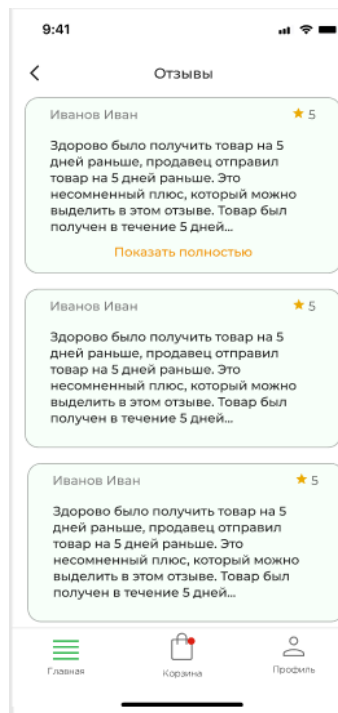 9:41
Отзывы
Иванов Иван
5
Здорово было получить товар на 5
дней раньше, продавец отправил
товар на 5 дней раньше. Это
несомненный плюс, который можно
выделить в этом отзыве. Товар был
получен в течение 5 дней...
Показать полностью
Иванов Иван
5
Здорово было получить товар на 5
дней раньше, продавец отправил
товар на 5 дней раньше. Это
несомненный плюс, который можно
выделить в этом отзыве. Товар был
получен в течение 5 дней...
Иванов Иван
5
Здорово было получить товар на 5
дней раньше, продавец отправил
товар на 5 дней раньше. Это
несомненный плюс, который можно
выделить в этом отзыве. Товар был
получен в течение 5 дней...
Главная
Корзина
Профиль